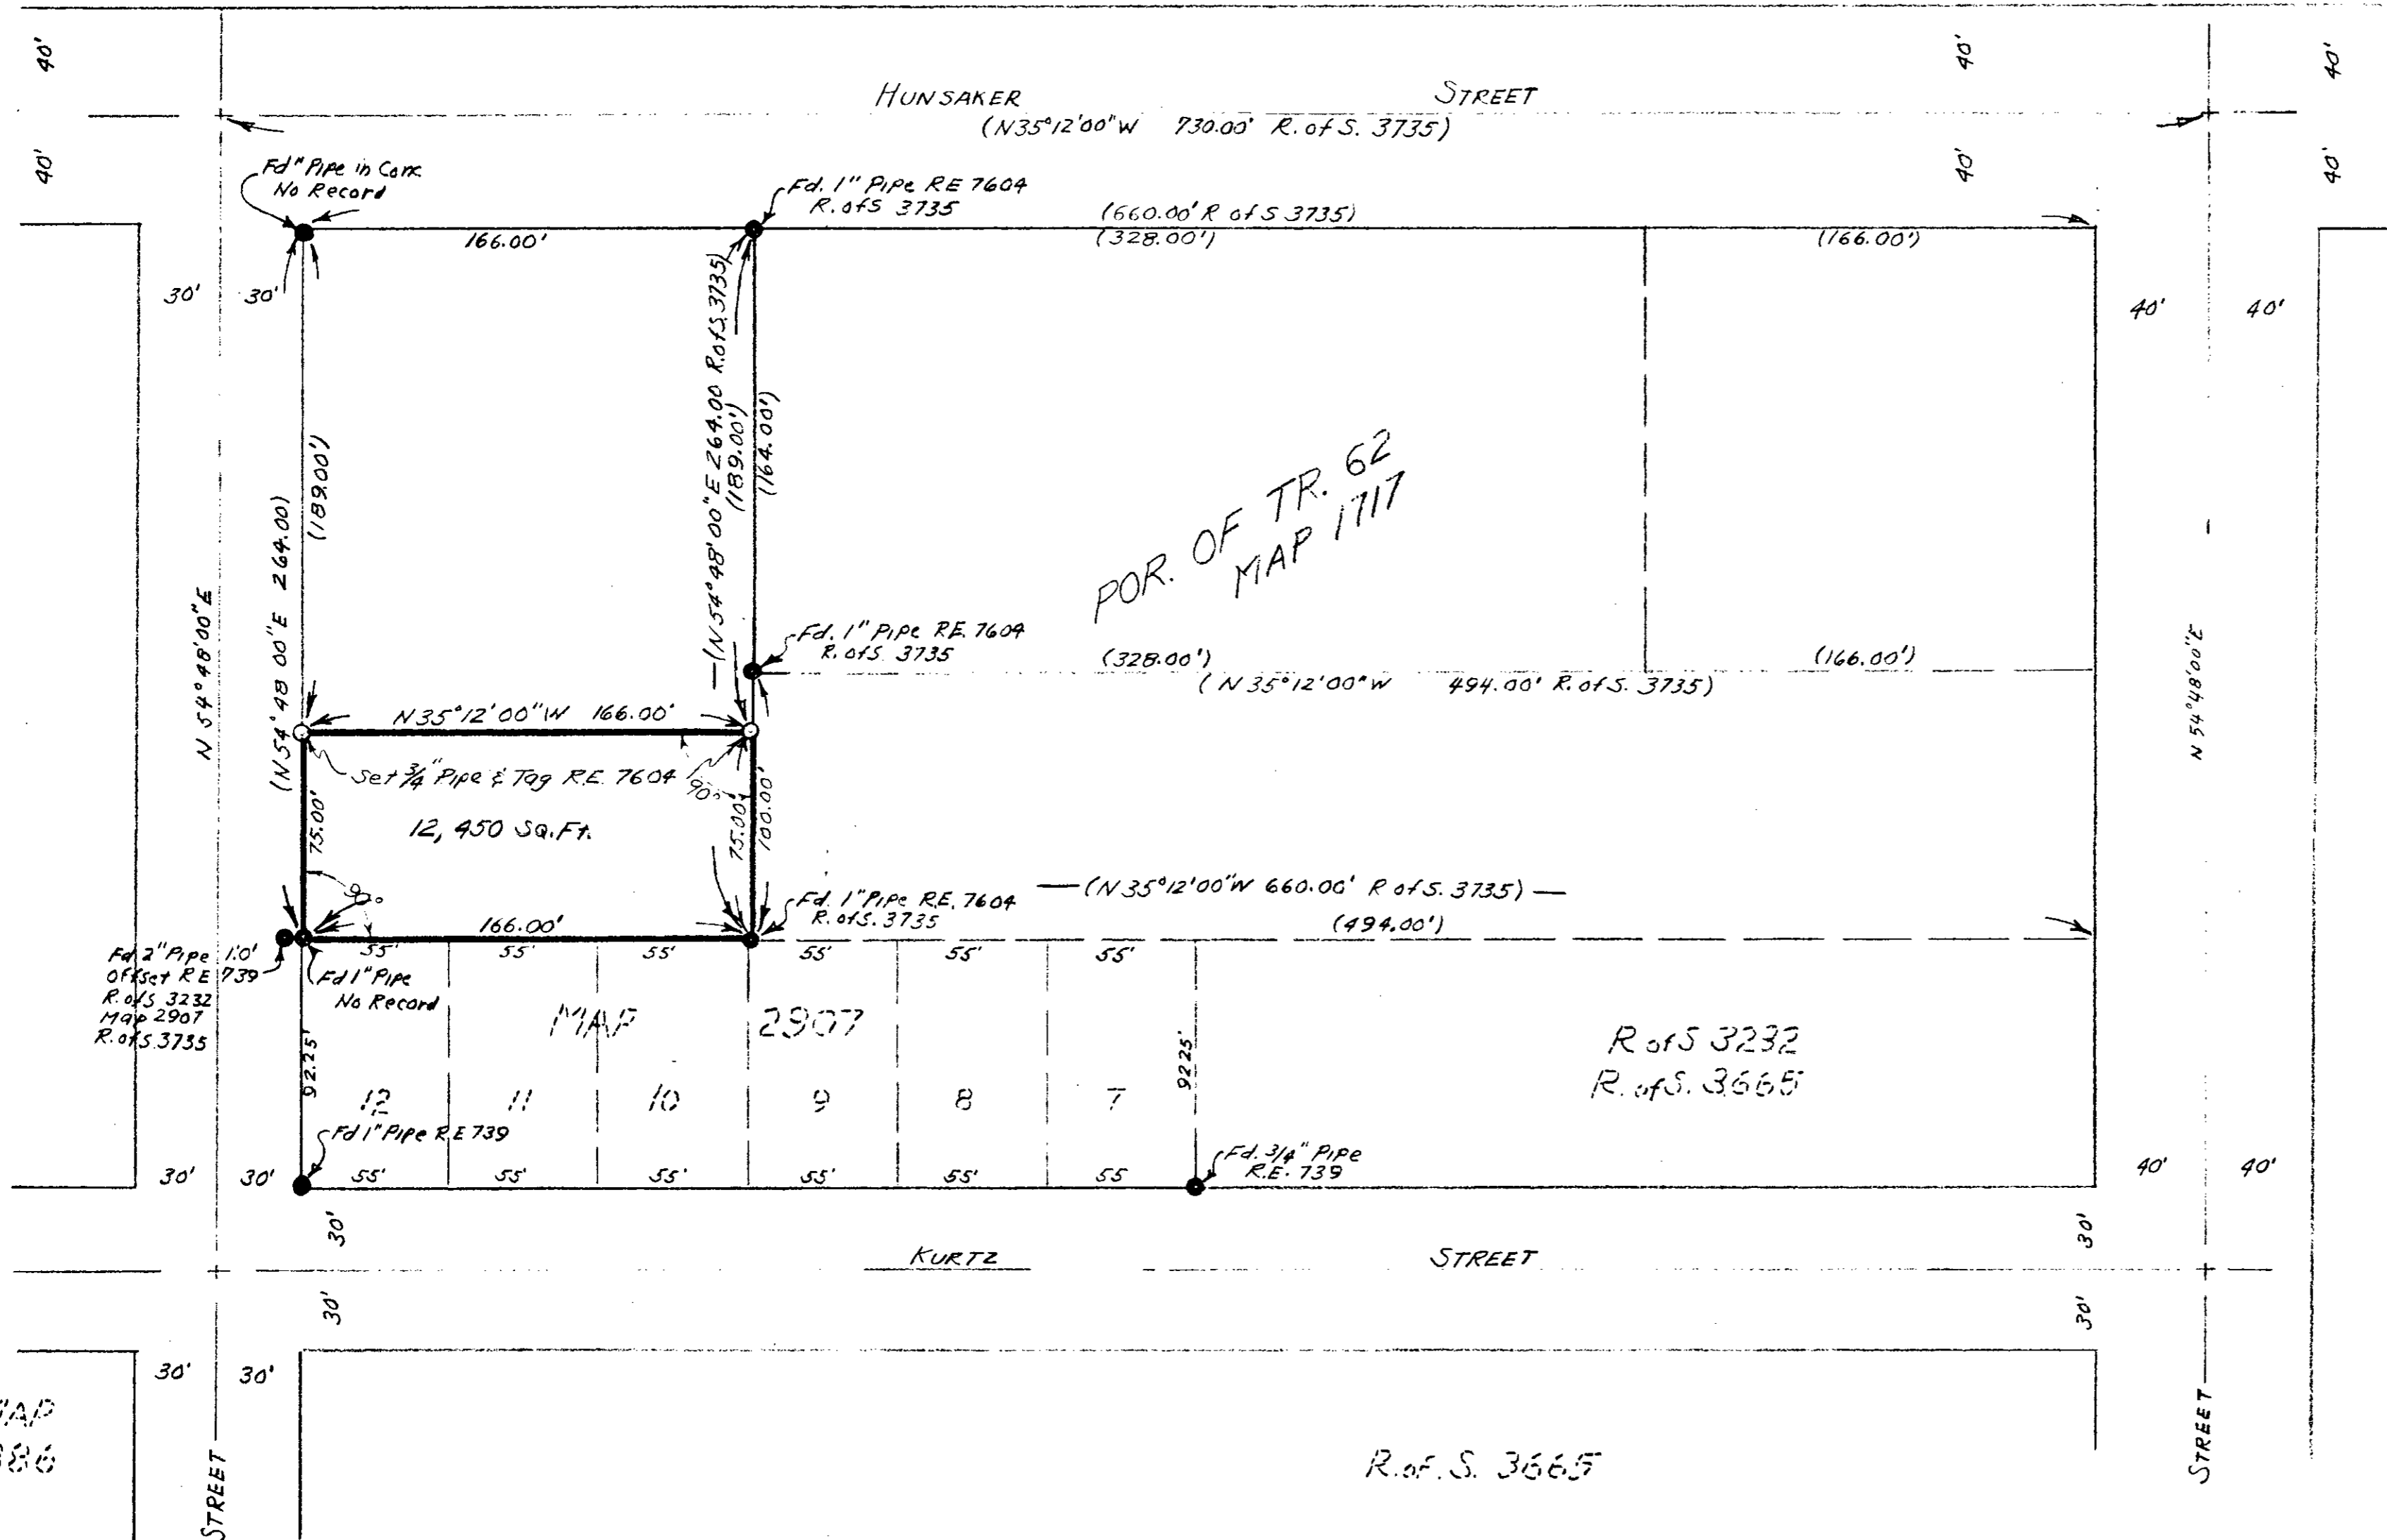 40'
40'
40'
HUNSAKER STREET
(N35°12'00"W 730.00' R. of S. 3735)
40'
40'
40'
Fd " Pipe in Conc
No Record
Fd. 1" Pipe RE 7604
R. of S 3735
(660.00' R of S 3735)
166.00'
(328.00')
(166.00')
30'
30'
40'
40'
(N54°48'00"E 264.00 R. of S. 3735)
(189.00')
(164.00')
(189.00')
(N54°48 00"E 264.00)
N 54°48'00"E
POR. OF TR. 62
MAP 1717
N 54°48'00"E
Fd. 1" Pipe RE. 7604
R. of S. 3735
(328.00')
(166.00')
(N 35°12'00"W 494.00' R. of S. 3735)
N35°12'00"W 166.00'
Set 3/4" Pipe & Tag R.E. 7604
90°
75.00'
12,450 SQ.Ft.
75.00'
100.00'
90°
(N 35°12'00"W 660.00' R of S. 3735)
Fd. 1" Pipe R.E. 7604
R. of S. 3735
166.00'
(494.00')
Fd 2" Pipe 1.0'
Offset RE 739
R. of S 3232
Map 2907
R. of S. 3735
Fd 1" Pipe
No Record
55'
55'
55'
55'
55'
55'
MAP 2907
R of S 3232
R. of S. 3665
92.25'
92.25'
12
11
10
9
8
7
Fd 1" Pipe R.E 739
Fd. 3/4" Pipe
R.E. 739
30'
30'
55'
55'
55'
55'
55'
55
40'
40'
30'
30'
KURTZ STREET
30'
30'
30'
30'
MAP
86
R. of. S. 3665
STREET
STREET